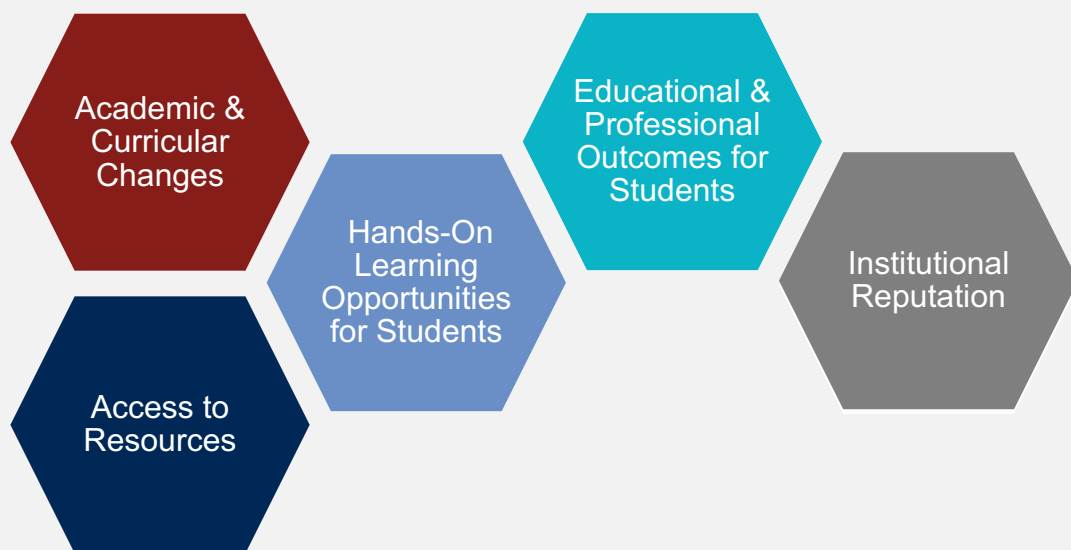 Academic &
Curricular
Changes
Access to
Resources
Hands-On
Learning
Opportunities
for Students
Educational &
Professional
Outcomes for
Students
Institutional
Reputation